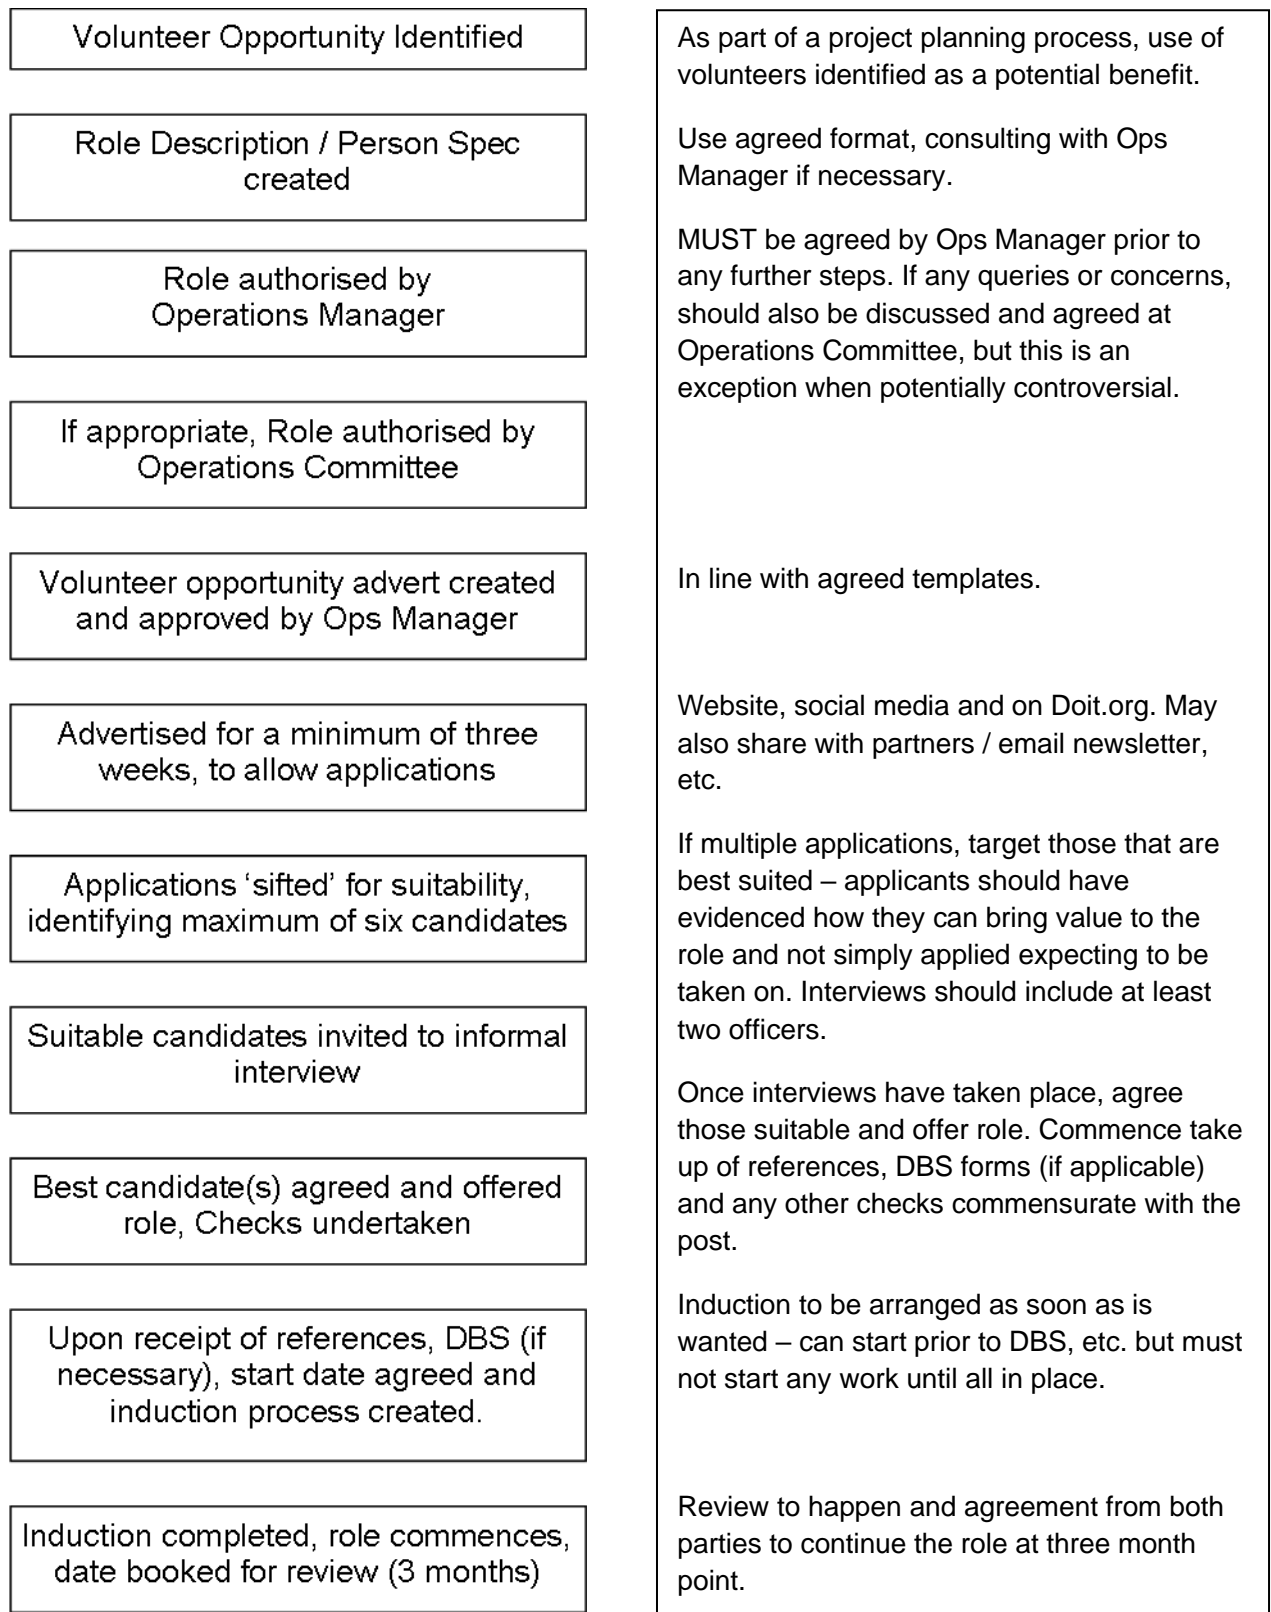 Volunteer Opportunity Identified
Role Description / Person Spec
created
Role authorised by
Operations Manager
If appropriate, Role authorised by
Operations Committee
Volunteer opportunity advert created
and approved by Ops Manager
Advertised for a minimum of three
weeks, to allow applications
Applications ‘sifted’ for suitability,
identifying maximum of six candidates
Suitable candidates invited to informal
interview
Best candidate(s) agreed and offered
role, Checks undertaken
Upon receipt of references, DBS (if
necessary), start date agreed and
induction process created.
Induction completed, role commences,
date booked for review (3 months)
As part of a project planning process, use of
volunteers identified as a potential benefit.
Use agreed format, consulting with Ops
Manager if necessary.
MUST be agreed by Ops Manager prior to
any further steps. If any queries or concerns,
should also be discussed and agreed at
Operations Committee, but this is an
exception when potentially controversial.
In line with agreed templates.
Website, social media and on Doit.org. May
also share with partners / email newsletter,
etc.
If multiple applications, target those that are
best suited – applicants should have
evidenced how they can bring value to the
role and not simply applied expecting to be
taken on. Interviews should include at least
two officers.
Once interviews have taken place, agree
those suitable and offer role. Commence take
up of references, DBS forms (if applicable)
and any other checks commensurate with the
post.
Induction to be arranged as soon as is
wanted – can start prior to DBS, etc. but must
not start any work until all in place.
Review to happen and agreement from both
parties to continue the role at three month
point.